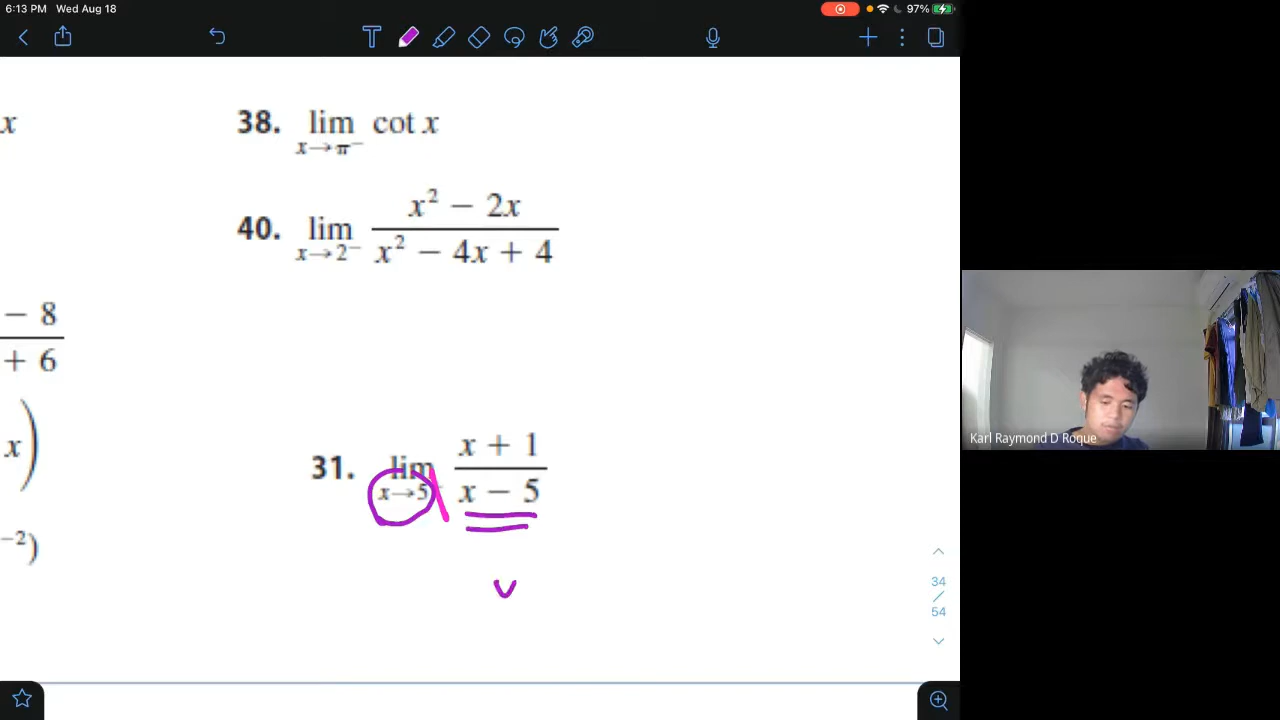 6:13 PM Wed Aug 18
97%
T
x
38. lim cot x
x→π⁻
40. lim x² − 2x / x² − 4x + 4
x→2⁻
− 8
+ 6
x)
31. lim x + 1 / x − 5
x→5
−2)
v
34
/
54
Karl Raymond D Roque